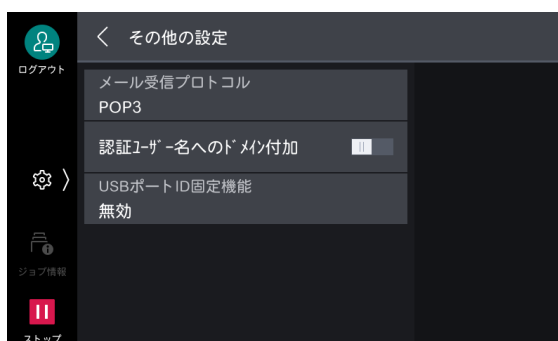 その他の設定
ログアウト
メール受信プロトコル
POP3
認証ﾕｰｻﾞｰ名へのﾄﾞﾒｲﾝ付加
USBポートID固定機能
無効
ジョブ情報
ストップ